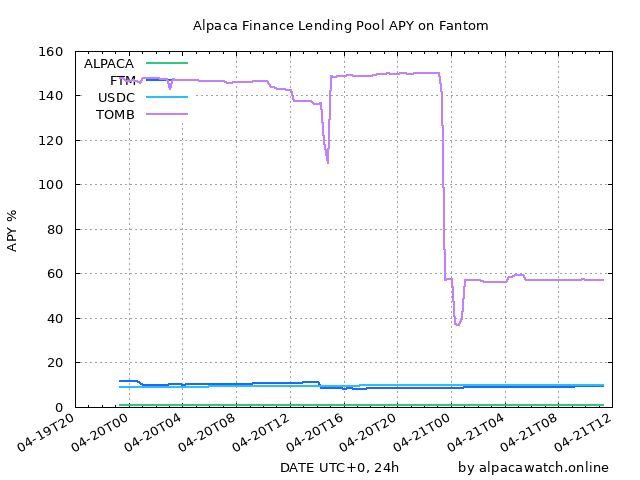 Alpaca Finance Lending Pool APY on Fantom
160
140
120
100
80
60
40
20
0
APY %
ALPACA
FTM
USDC
TOMB
04-19T20
04-20T00
04-20T04
04-20T08
04-20T12
04-20T16
04-20T20
04-21T00
04-21T04
04-21T08
04-21T12
DATE UTC+0, 24h
by alpacawatch.online